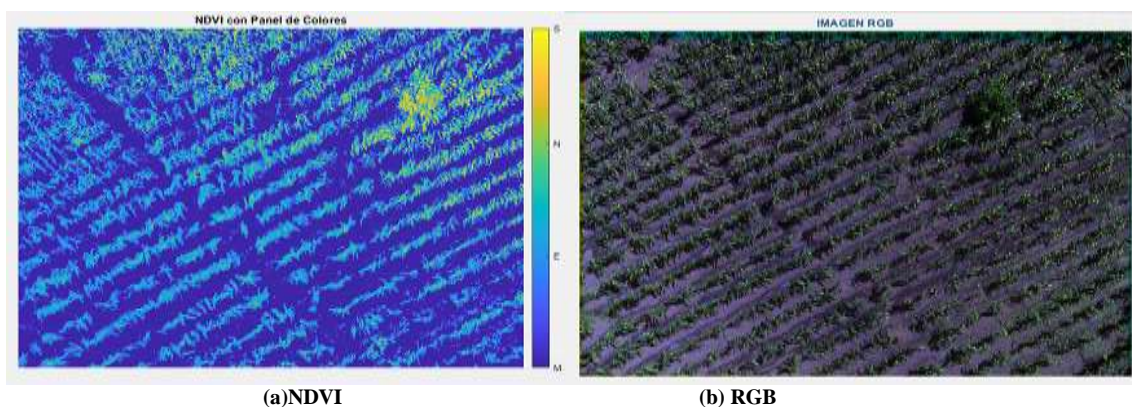 NDVI con Panel de Colores
IMAGEN RGB
S
N
E
M
(a)NDVI
(b) RGB